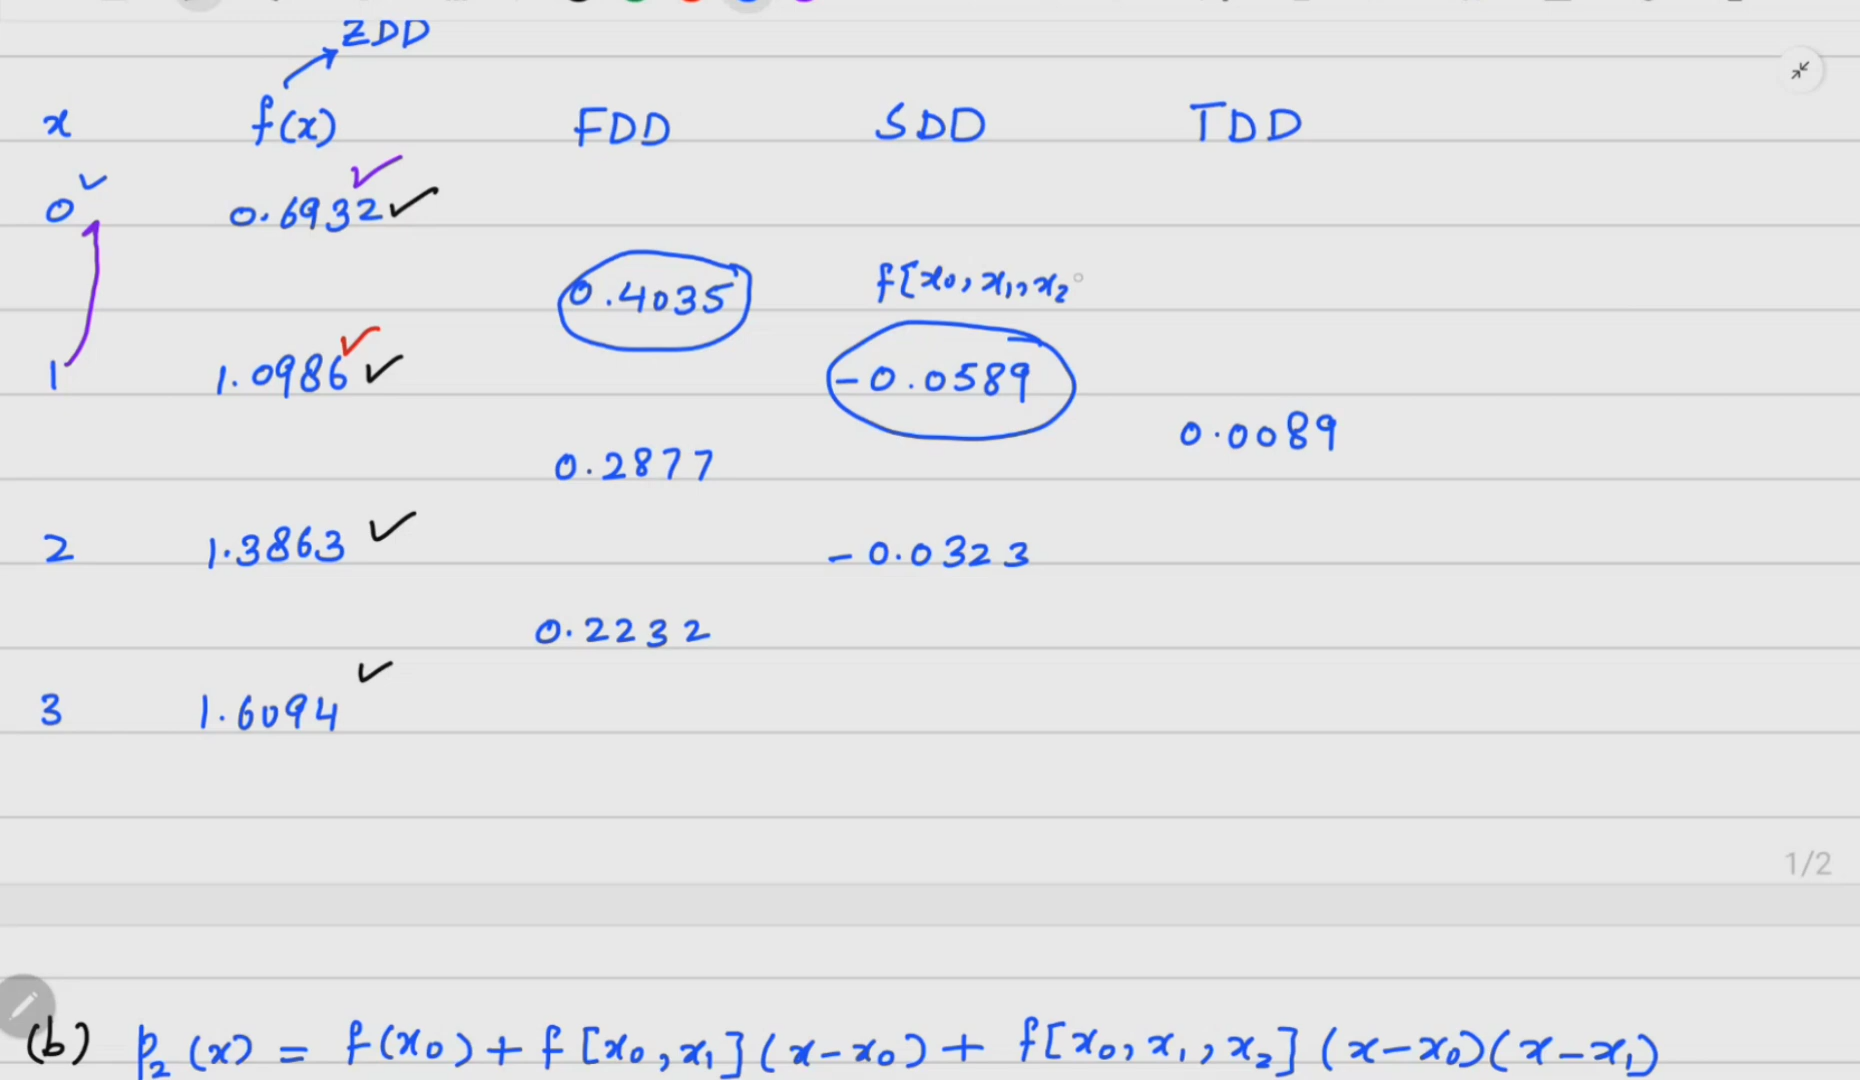 ZDD
x f(x) FDD SDD TDD
0 0.6932
0.4035 f[x₀, x₁, x₂
1 1.0986 -0.0589
0.0089
0.2877
2 1.3863 -0.0323
0.2232
3 1.6094
1/2
(b) P₂(x) = f(x₀) + f[x₀, x₁](x-x₀) + f[x₀, x₁, x₂](x-x₀)(x-x₁)